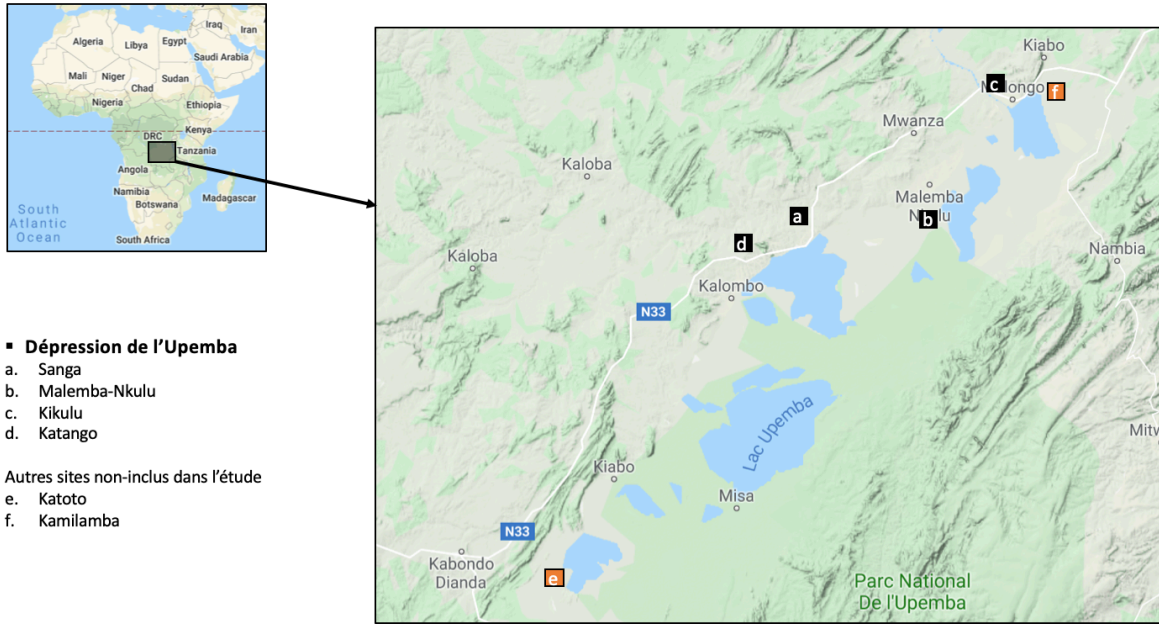 Algeria
Libya
Egypt
Iraq
Iran
Saudi Arabia
Mali
Niger
Chad
Sudan
Nigeria
Ethiopia
DRC
Kenya
Tanzania
Angola
Namibia
Botswana
Madagascar
South Africa
South
Atlantic
Ocean
▪ Dépression de l'Upemba
a. Sanga
b. Malemba-Nkulu
c. Kikulu
d. Katango
Autres sites non-inclus dans l'étude
e. Katoto
f. Kamilamba
Kiabo
c
f
Mwanza
Kaloba
Malemba
a
b
d
Nambia
Kaloba
Kalombo
N33
Lac Upemba
Kiabo
Misa
N33
Kabondo
Dianda
e
Parc National
De l'Upemba